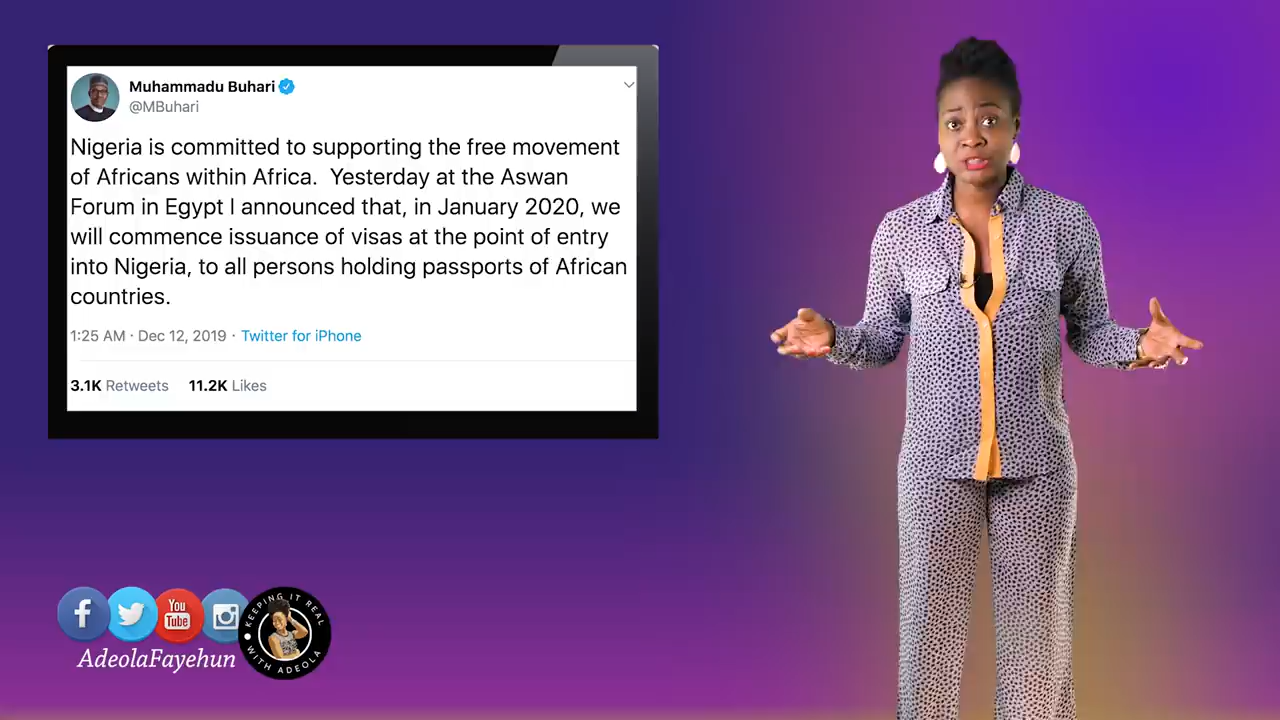 Muhammadu Buhari
@MBuhari
Nigeria is committed to supporting the free movement
of Africans within Africa.  Yesterday at the Aswan
Forum in Egypt I announced that, in January 2020, we
will commence issuance of visas at the point of entry
into Nigeria, to all persons holding passports of African
countries.
1:25 AM · Dec 12, 2019 · Twitter for iPhone
3.1K Retweets 11.2K Likes
You
Tube
KEEPING IT REAL
WITH ADEOLA
AdeolaFayehun